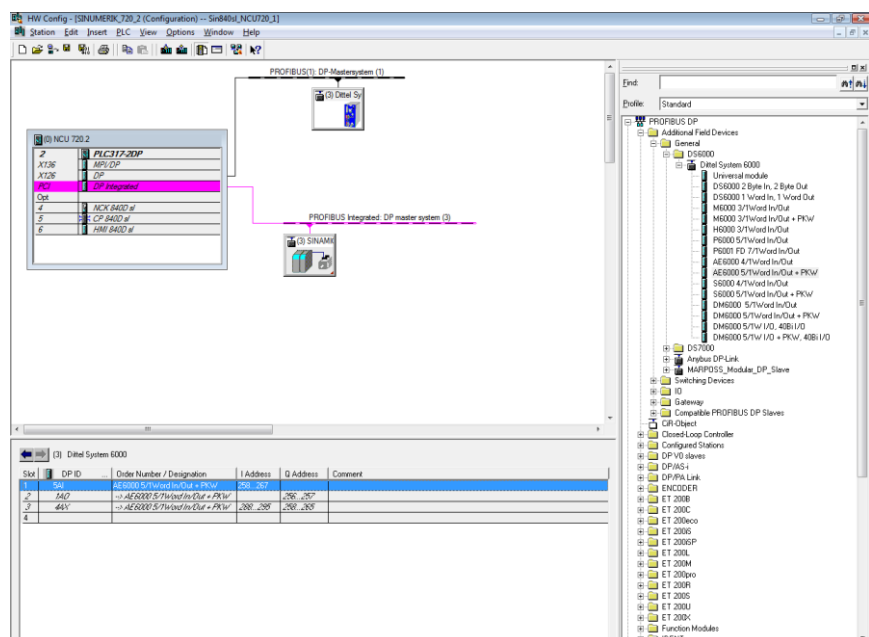 HW Config - [SINUMERIK_720_2 (Configuration) -- Sin840sl_NCU720_1]
Station Edit Insert PLC View Options Window Help
PROFIBUS(1): DP-Mastersystem (1)
(3) Dittel Sy
(0) NCU 720.2
2 PLC317-2DP
X136 MPI/DP
X126 DP
PCI DP Integrated
Opt
4 NCK 840D sl
5 CP 840D sl
6 HMI 840D sl
PROFIBUS Integrated: DP master system (3)
(3) SINAMI
Find:
Profile: Standard
PROFIBUS DP
Additional Field Devices
General
DS6000
Dittel System 6000
Universal module
DS6000 2 Byte In, 2 Byte Out
DS6000 1 Word In, 1 Word Out
M6000 3/1Word In/Out
M6000 3/1Word In/Out + PKW
H6000 3/1Word In/Out
P6000 5/1Word In/Out
P6001 FD 7/1Word In/Out
AE6000 4/1Word In/Out
AE6000 5/1Word In/Out + PKW
S6000 4/1Word In/Out
S6000 5/1Word In/Out + PKW
DM6000 5/1Word In/Out
DM6000 5/1Word In/Out + PKW
DM6000 5/1W I/O, 40Bi I/O
DM6000 5/1W I/O + PKW, 40Bi I/O
DS7000
Anybus DP-Link
MARPOSS_Modular_DP_Slave
Switching Devices
IO
Gateway
Compatible PROFIBUS DP Slaves
CiR-Object
Closed-Loop Controller
Configured Stations
DP V0 slaves
DP/AS-i
DP/PA Link
ENCODER
ET 200B
ET 200C
ET 200eco
ET 200iS
ET 200iSP
ET 200L
ET 200M
ET 200pro
ET 200R
ET 200S
ET 200U
ET 200X
Function Modules
(3) Dittel System 6000
Slot DP ID ... Order Number / Designation I Address Q Address Comment
1 5AI AE6000 5/1Word In/Out + PKW 258...267
2 1AO --> AE6000 5/1Word In/Out + PKW 256...257
3 4AX --> AE6000 5/1Word In/Out + PKW 288...295 258...265
4